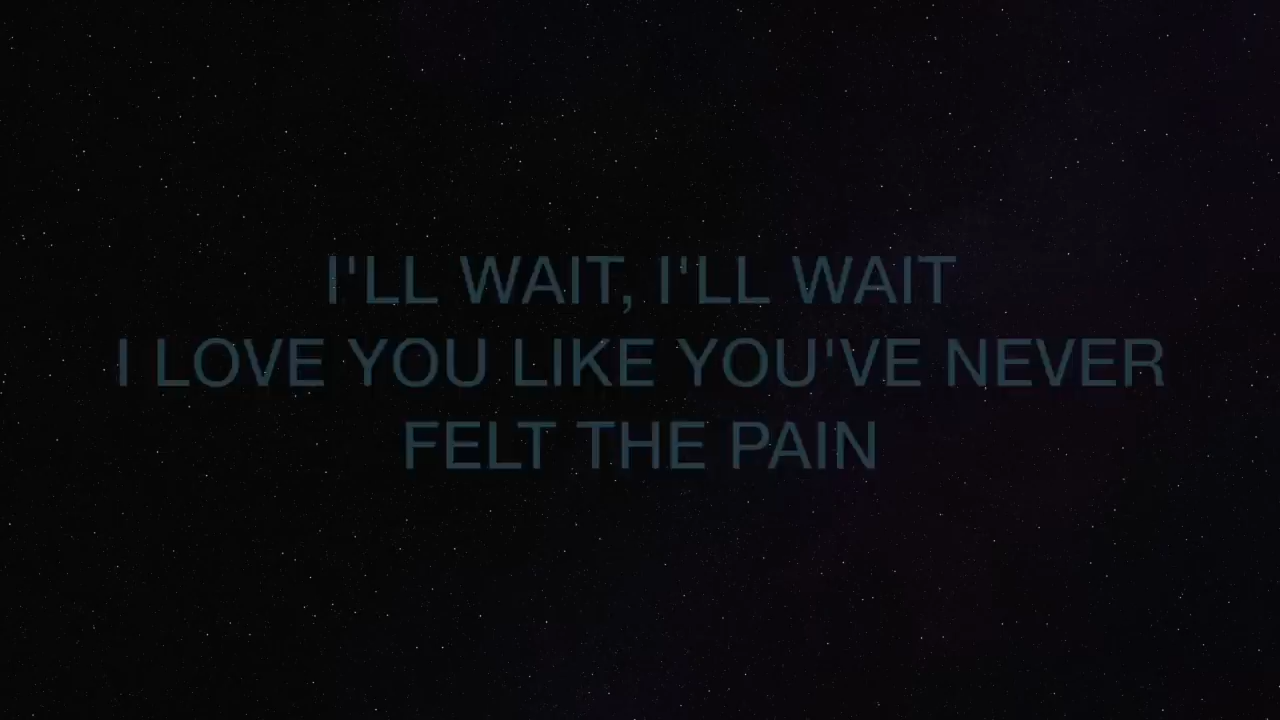 I'LL WAIT, I'LL WAIT
I LOVE YOU LIKE YOU'VE NEVER
FELT THE PAIN